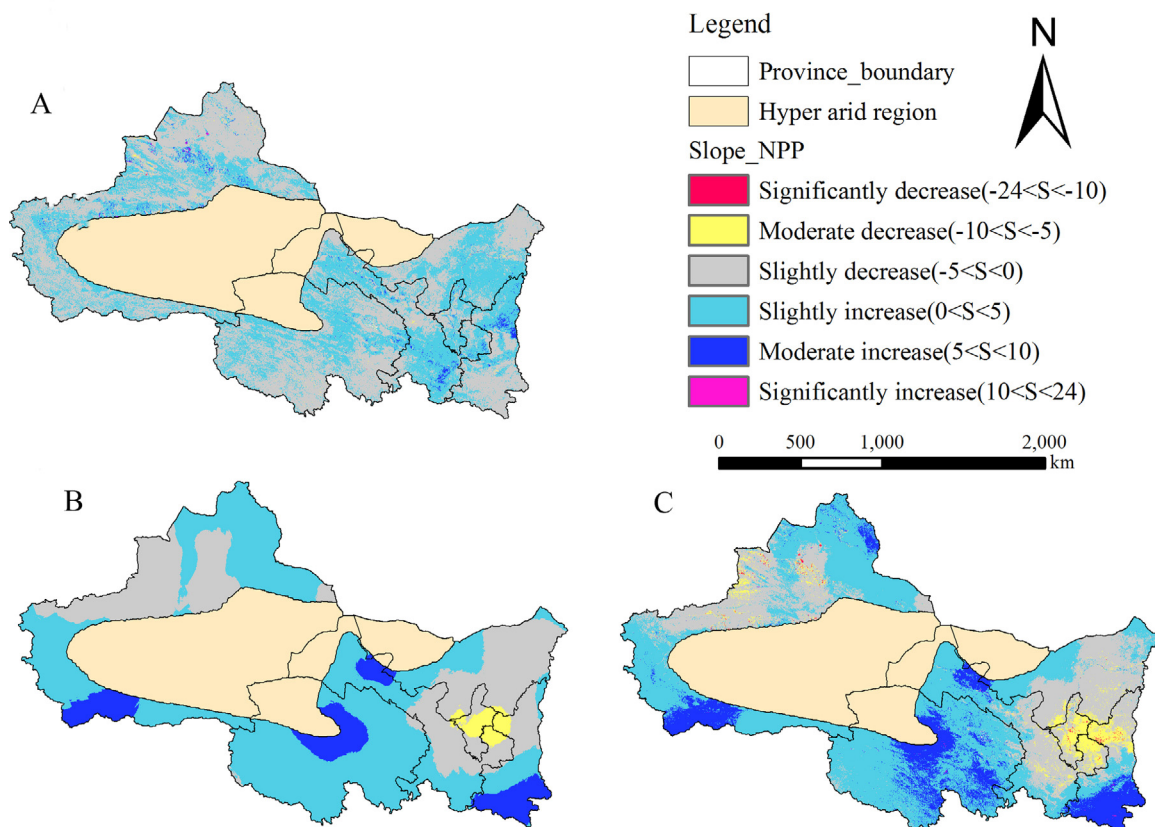 Legend
N
Province_boundary
A
Hyper arid region
Slope_NPP
Significantly decrease(-24<S<-10)
Moderate decrease(-10<S<-5)
Slightly decrease(-5<S<0)
Slightly increase(0<S<5)
Moderate increase(5<S<10)
Significantly increase(10<S<24)
0 500 1,000 2,000
km
B
C